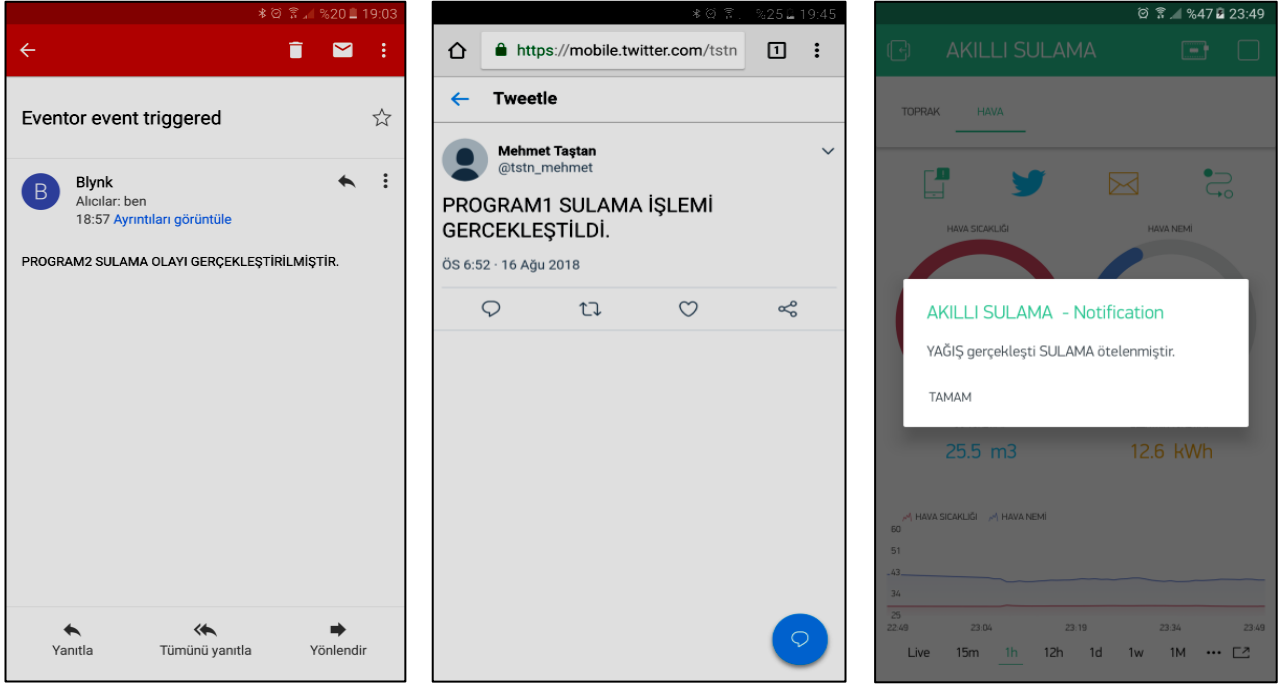 %20 19:03
Eventor event triggered
B
Blynk
Alıcılar: ben
18:57 Ayrıntıları görüntüle
PROGRAM2 SULAMA OLAYI GERÇEKLEŞTİRİLMİŞTİR.
Yanıtla Tümünü yanıtla Yönlendir
%25 19:45
https://mobile.twitter.com/tstn 1
Tweetle
Mehmet Taştan
@tstn_mehmet
PROGRAM1 SULAMA İŞLEMİ
GERCEKLEŞTİLDİ.
ÖS 6:52 · 16 Ağu 2018
%47 23:49
AKILLI SULAMA
TOPRAK HAVA
1
HAVA SICAKLIĞI HAVA NEMİ
AKILLI SULAMA - Notification
YAĞIŞ gerçekleşti SULAMA ötelenmiştir.
TAMAM
25.5 m3 12.6 kWh
HAVA SICAKLIĞI HAVA NEMİ
60
51
43
34
25
22:49 23:04 23:19 23:34 23:49
Live 15m 1h 12h 1d 1w 1M